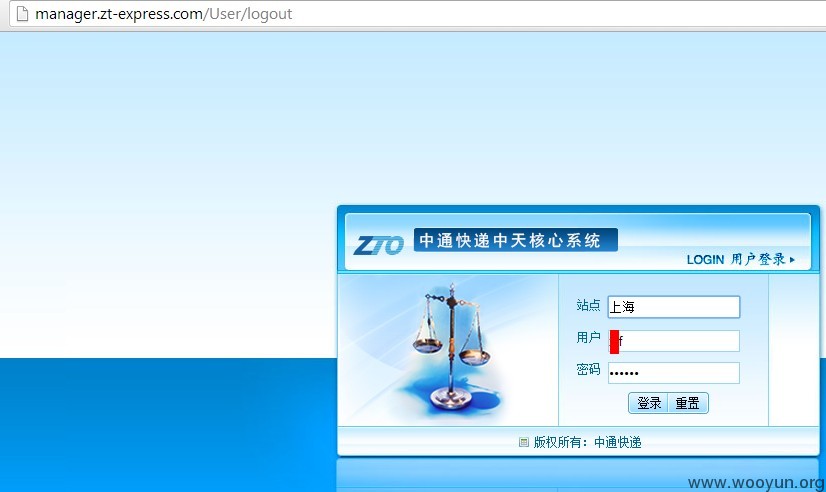 manager.zt-express.com/User/logout
ZTO 中通快递中天核心系统
LOGIN 用户登录
站点 上海
用户 f
密码 ••••••
登录 重置
版权所有：中通快递
www.wooyun.org